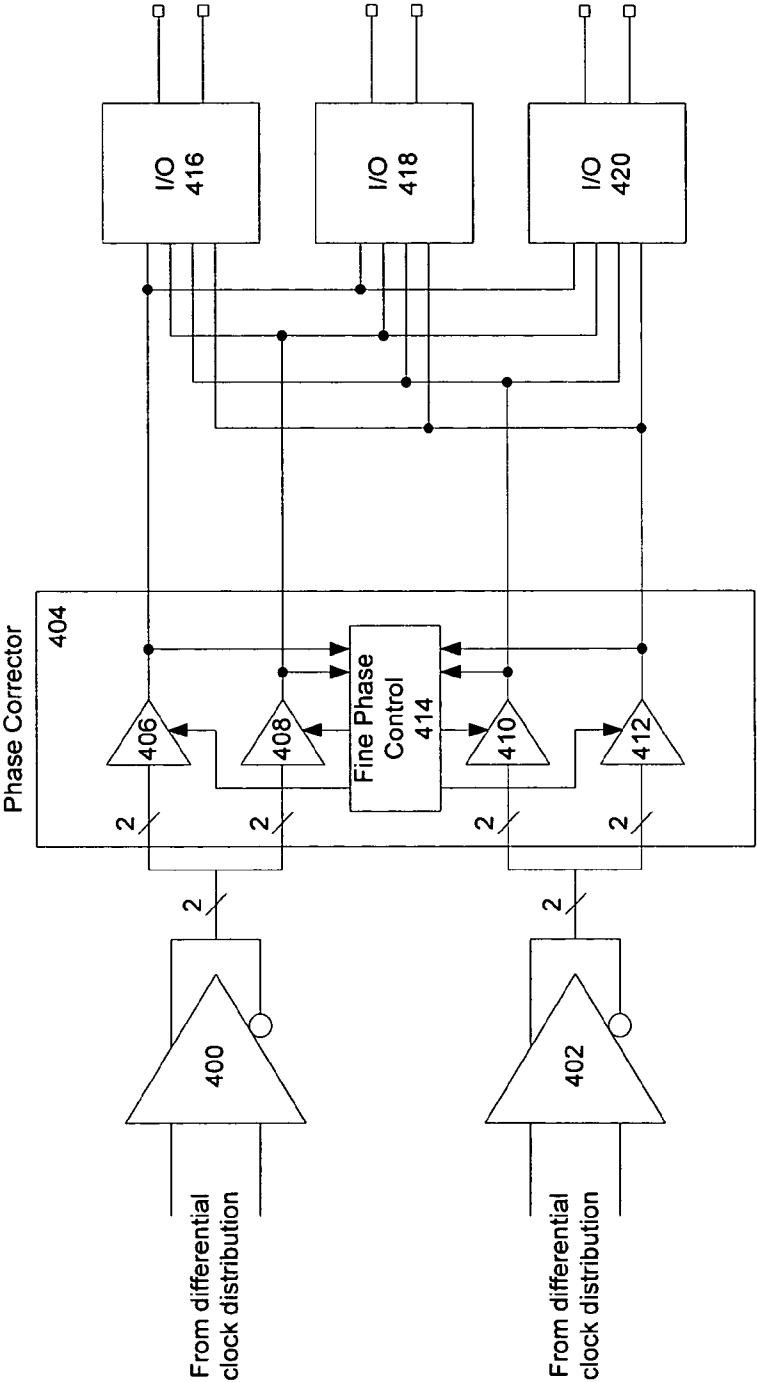 From differential
clock distribution
400
2
From differential
clock distribution
402
2
Phase Corrector
404
2
2
2
2
406
408
410
412
Fine Phase
Control
414
I/O
416
I/O
418
I/O
420